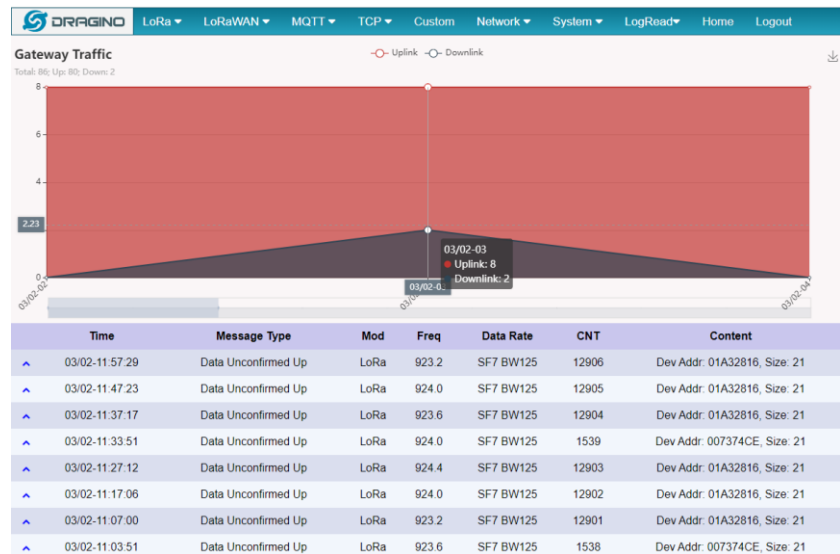 DRAGINO LoRa LoRaWAN MQTT TCP Custom Network System LogRead Home Logout
Gateway Traffic
Uplink Downlink
Total: 86; Up: 80; Down: 2
8
6
4
2.23
03/02-03
Uplink: 8
Downlink: 2
0
03/02-02
03/02-04
Time Message Type Mod Freq Data Rate CNT Content
03/02-11:57:29 Data Unconfirmed Up LoRa 923.2 SF7 BW125 12906 Dev Addr: 01A32816, Size: 21
03/02-11:47:23 Data Unconfirmed Up LoRa 924.0 SF7 BW125 12905 Dev Addr: 01A32816, Size: 21
03/02-11:37:17 Data Unconfirmed Up LoRa 923.6 SF7 BW125 12904 Dev Addr: 01A32816, Size: 21
03/02-11:33:51 Data Unconfirmed Up LoRa 924.0 SF7 BW125 1539 Dev Addr: 007374CE, Size: 21
03/02-11:27:12 Data Unconfirmed Up LoRa 924.4 SF7 BW125 12903 Dev Addr: 01A32816, Size: 21
03/02-11:17:06 Data Unconfirmed Up LoRa 924.0 SF7 BW125 12902 Dev Addr: 01A32816, Size: 21
03/02-11:07:00 Data Unconfirmed Up LoRa 923.2 SF7 BW125 12901 Dev Addr: 01A32816, Size: 21
03/02-11:03:51 Data Unconfirmed Up LoRa 923.6 SF7 BW125 1538 Dev Addr: 007374CE, Size: 21